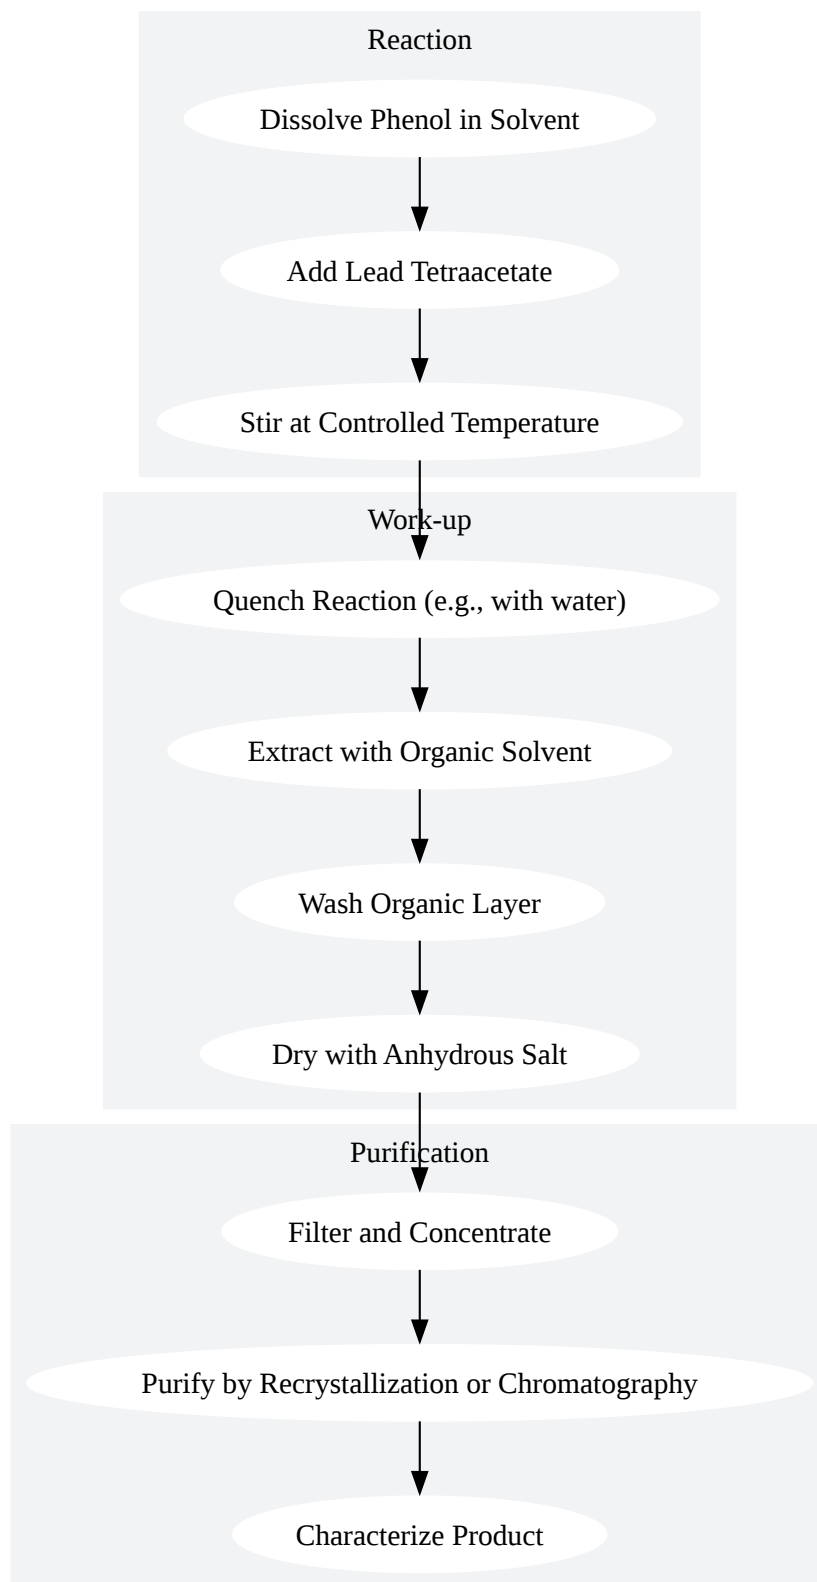 Reaction
Dissolve Phenol in Solvent
Add Lead Tetraacetate
Stir at Controlled Temperature
Work-up
Quench Reaction (e.g., with water)
Extract with Organic Solvent
Wash Organic Layer
Dry with Anhydrous Salt
Purification
Filter and Concentrate
Purify by Recrystallization or Chromatography
Characterize Product